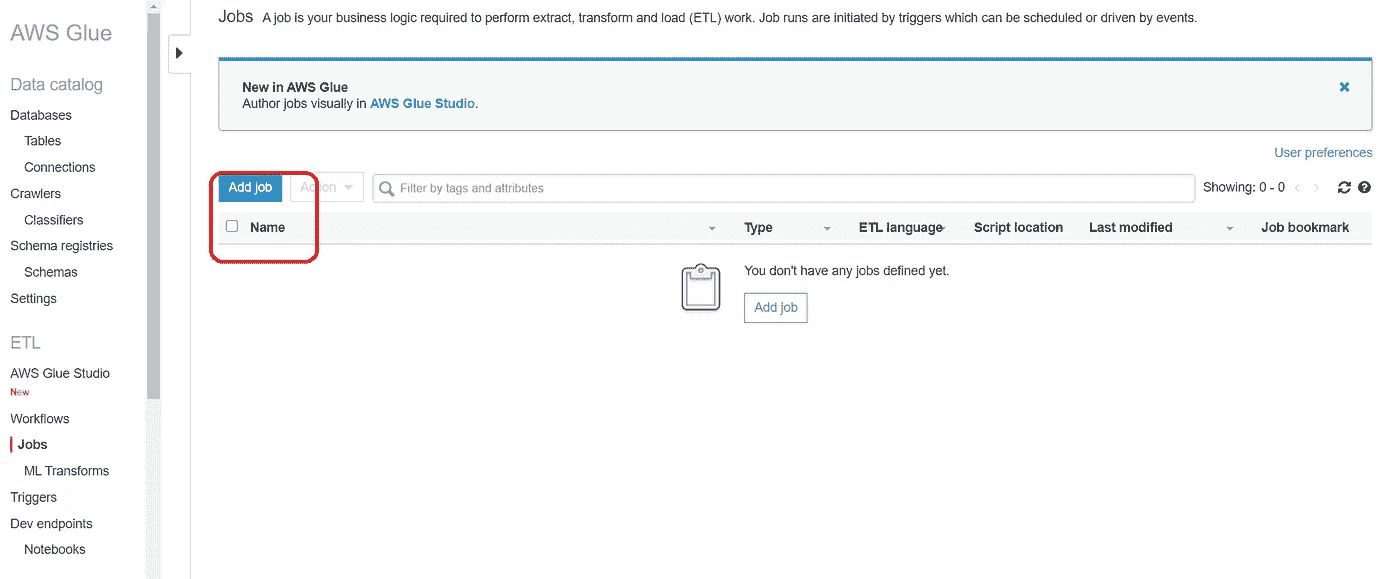 AWS Glue
Data catalog
Databases
Tables
Connections
Crawlers
Classifiers
Schema registries
Schemas
Settings
ETL
AWS Glue Studio
New
Workflows
Jobs
ML Transforms
Triggers
Dev endpoints
Notebooks
Jobs A job is your business logic required to perform extract, transform and load (ETL) work. Job runs are initiated by triggers which can be scheduled or driven by events.
New in AWS Glue
Author jobs visually in AWS Glue Studio.
User preferences
Add job Action Filter by tags and attributes Showing: 0 - 0
Name Type ETL language Script location Last modified Job bookmark
You don't have any jobs defined yet.
Add job